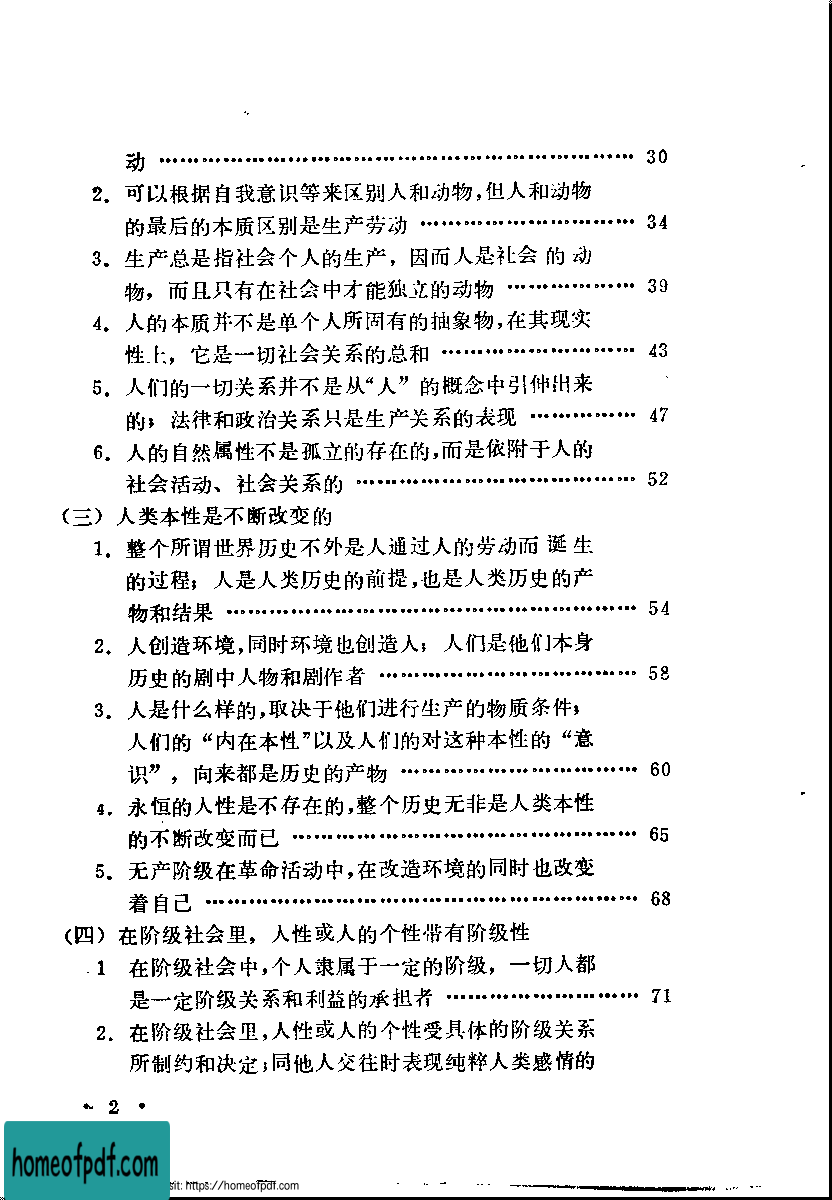 动 ………………………………………………………… 30
2. 可以根据自我意识等来区别人和动物,但人和动物
的最后的本质区别是生产劳动 ………………………… 34
3. 生产总是指社会个人的生产, 因而人是社会 的 动
物, 而且只有在社会中才能独立的动物 ……………… 39
4. 人的本质并不是单个人所固有的抽象物,在其现实
性上, 它是一切社会关系的总和 ……………………… 43
5. 人们的一切关系并不是从“人” 的概念中引伸出来
的; 法律和政治关系只是生产关系的表现 …………… 47
6. 人的自然属性不是孤立的存在的,而是依附于人的
社会活动、社会关系的 ………………………………… 52
(三) 人类本性是不断改变的
1. 整个所谓世界历史不外是人通过人的劳动而 诞 生
的过程; 人是人类历史的前提,也是人类历史的产
物和结果 ………………………………………………… 54
2. 人创造环境,同时环境也创造人; 人们是他们本身
历史的剧中人物和剧作者 ……………………………… 58
3. 人是什么样的,取决于他们进行生产的物质条件;
人们的 “内在本性”以及人们的对这种本性的 “意
识”, 向来都是历史的产物 …………………………… 60
4. 永恒的人性是不存在的,整个历史无非是人类本性
的不断改变而已 ………………………………………… 65
5. 无产阶级在革命活动中,在改造环境的同时也改变
着自己 …………………………………………………… 68
(四) 在阶级社会里, 人性或人的个性带有阶级性
1 在阶级社会中,个人隶属于一定的阶级, 一切人都
是一定阶级关系和利益的承担者 ……………………… 71
2. 在阶级社会里,人性或人的个性受具体的阶级关系
所制约和决定;同他人交往时表现纯粹人类感情的
• 2 •
homeofpdf.com
sit: https://homeofpdf.com